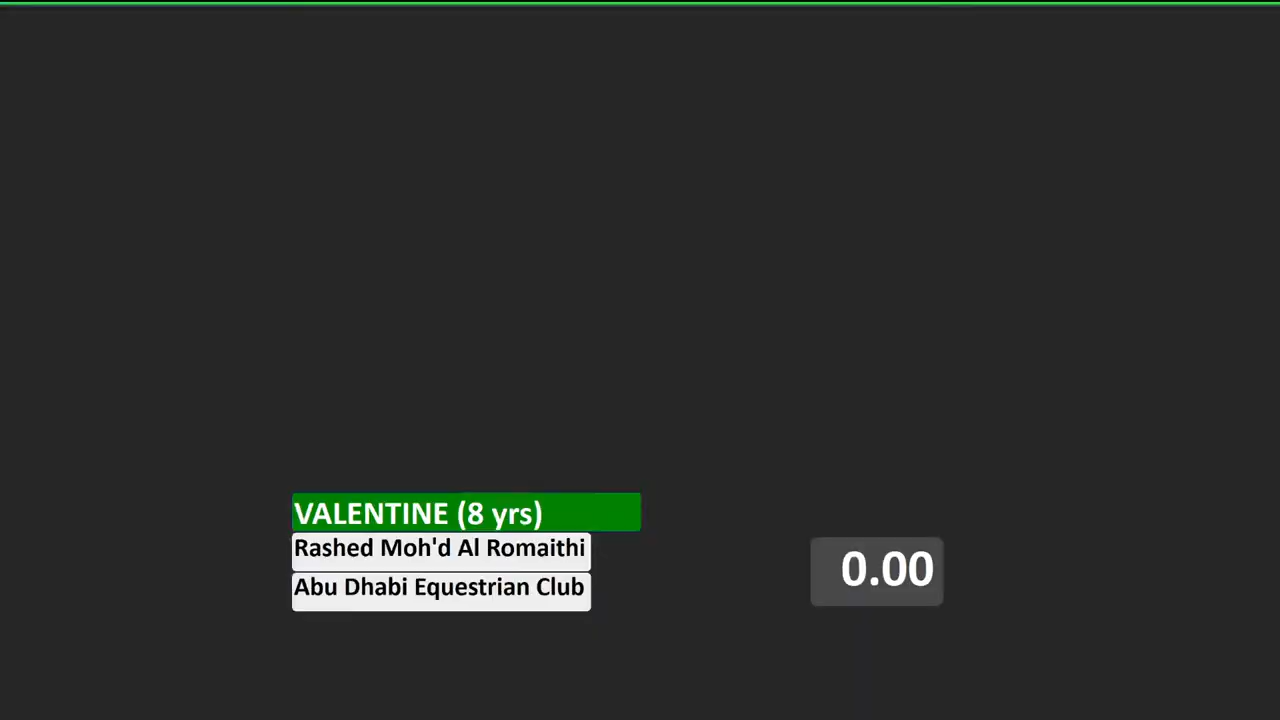 VALENTINE (8 yrs)
Rashed Moh'd Al Romaithi
Abu Dhabi Equestrian Club
0.00